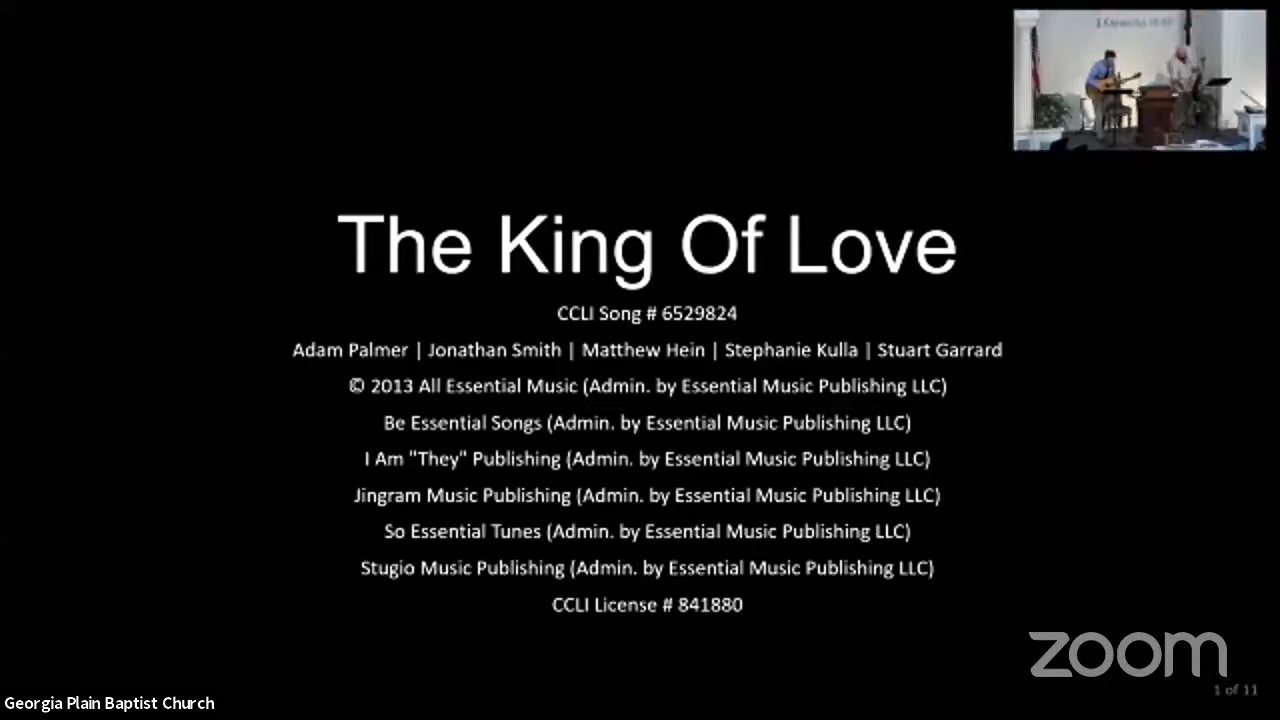 The King Of Love
CCLI Song # 6529824
Adam Palmer | Jonathan Smith | Matthew Hein | Stephanie Kulla | Stuart Garrard
© 2013 All Essential Music (Admin. by Essential Music Publishing LLC)
Be Essential Songs (Admin. by Essential Music Publishing LLC)
I Am "They" Publishing (Admin. by Essential Music Publishing LLC)
Jingram Music Publishing (Admin. by Essential Music Publishing LLC)
So Essential Tunes (Admin. by Essential Music Publishing LLC)
Stugio Music Publishing (Admin. by Essential Music Publishing LLC)
CCLI License # 841880
zoom
1 of 11
Georgia Plain Baptist Church